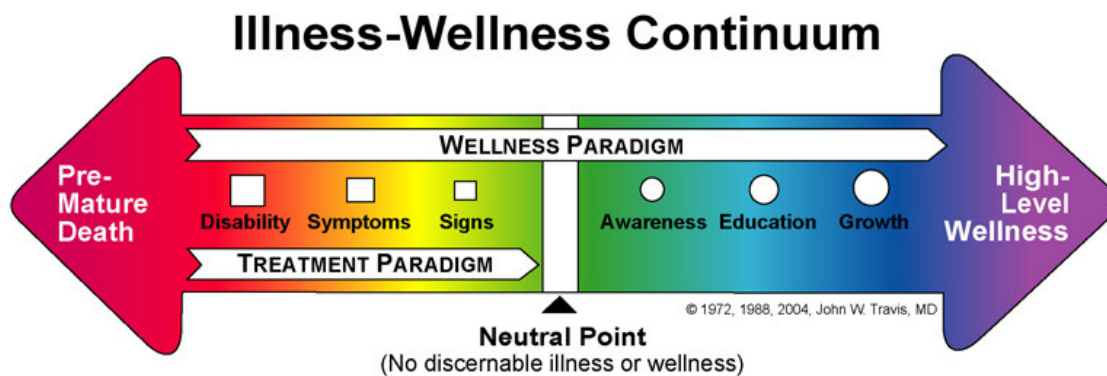 Illness-Wellness Continuum
WELLNESS PARADIGM
Pre-
Mature
Death
Disability
Symptoms
Signs
Awareness
Education
Growth
High-
Level
Wellness
TREATMENT PARADIGM
© 1972, 1988, 2004, John W. Travis, MD
Neutral Point
(No discernable illness or wellness)